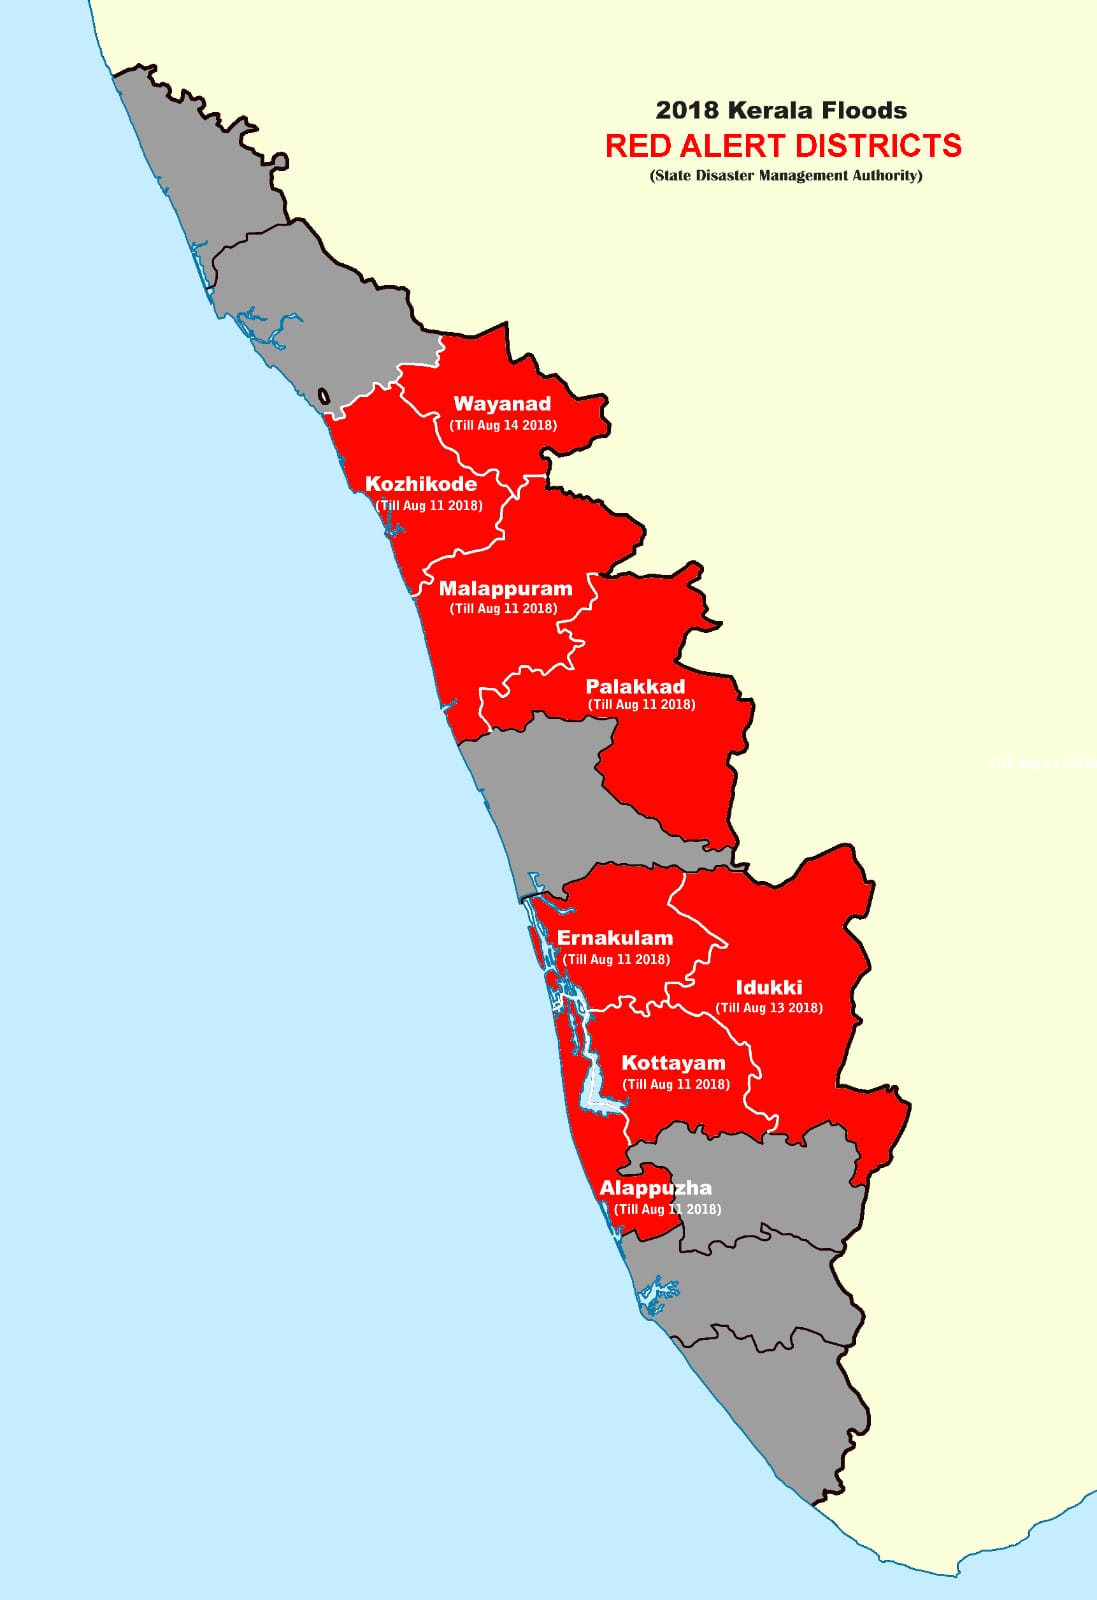 2018 Kerala Floods
RED ALERT DISTRICTS
(State Disaster Management Authority)
Wayanad
(Till Aug 14 2018)
Kozhikode
(Till Aug 11 2018)
Malappuram
(Till Aug 11 2018)
Palakkad
(Till Aug 11 2018)
Ernakulam
(Till Aug 11 2018)
Idukki
(Till Aug 13 2018)
Kottayam
(Till Aug 11 2018)
Alappuzha
(Till Aug 11 2018)